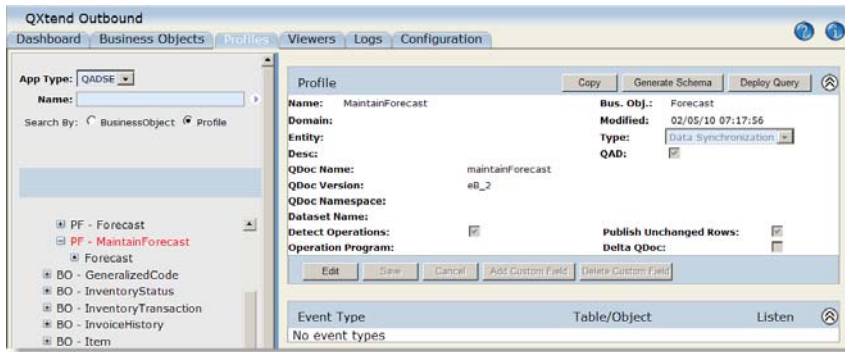 QXtend Outbound
Dashboard Business Objects Profiles Viewers Logs Configuration
App Type: QADSE
Name:
Search By: BusinessObject Profile
PF - Forecast
PF - MaintainForecast
Forecast
BO - GeneralizedCode
BO - InventoryStatus
BO - InventoryTransaction
BO - InvoiceHistory
BO - Item
Profile Copy Generate Schema Deploy Query
Name: MaintainForecast Bus. Obj.: Forecast
Domain: Modified: 02/05/10 07:17:56
Entity: Type: Data Synchronization
Desc: QAD:
QDoc Name: maintainForecast
QDoc Version: eB_2
QDoc Namespace:
Dataset Name:
Detect Operations: Publish Unchanged Rows:
Operation Program: Delta QDoc:
Edit Save Cancel Add Custom Field Delete Custom Field
Event Type Table/Object Listen
No event types